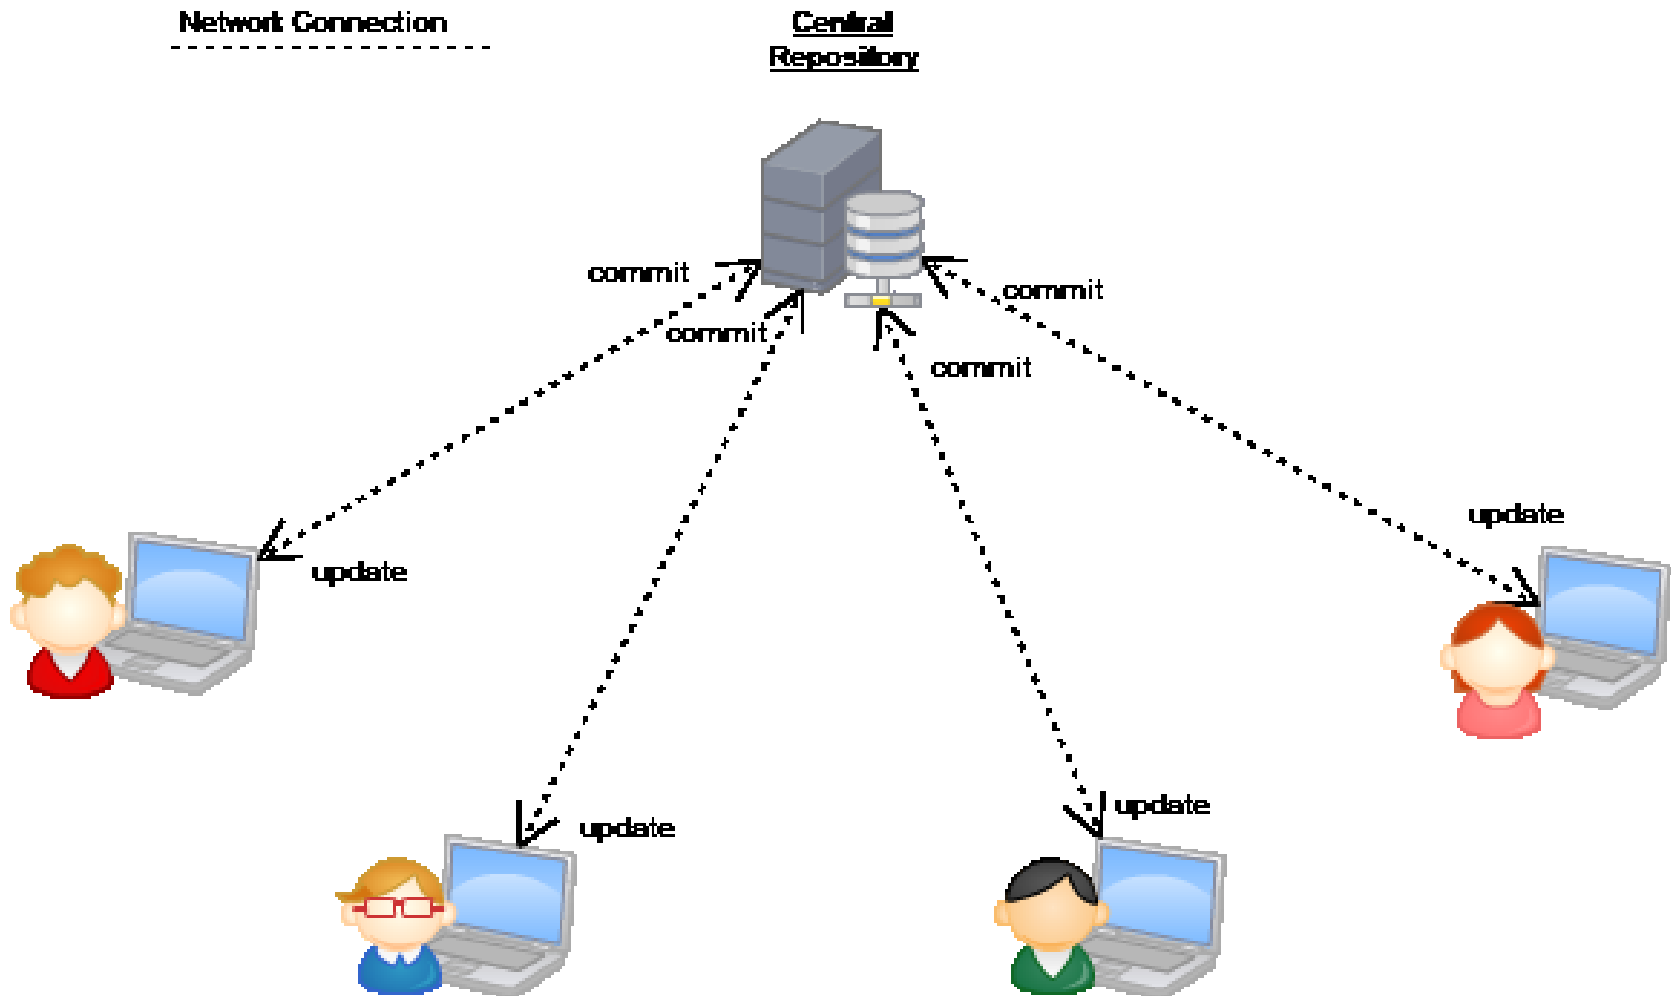 Network Connection
Central
Repository
commit
commit
commit
commit
update
update
update
update